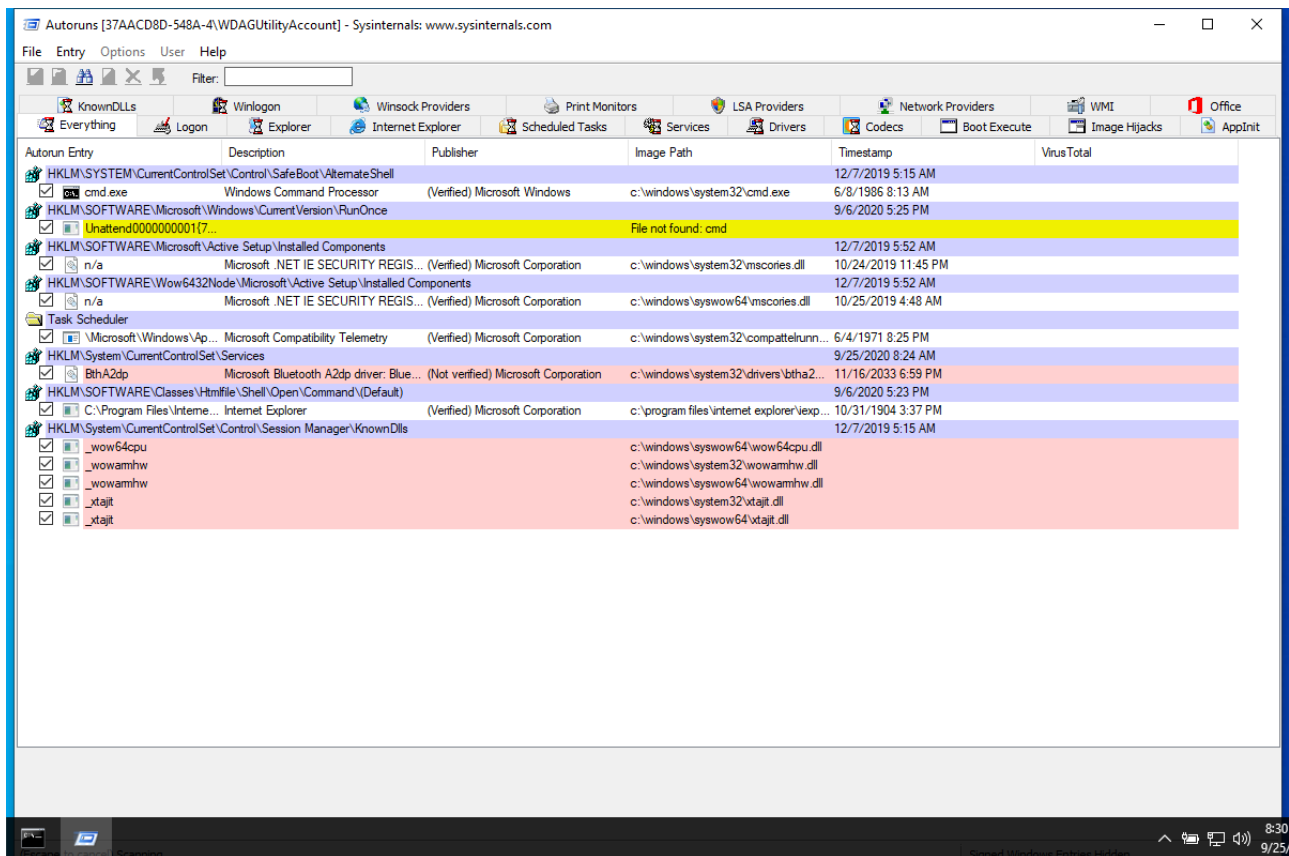 Autoruns [37AACD8D-548A-4\WDAGUtilityAccount] - Sysinternals: www.sysinternals.com
File Entry Options User Help
Filter:
KnownDLLs Winlogon Winsock Providers Print Monitors LSA Providers Network Providers WMI Office
Everything Logon Explorer Internet Explorer Scheduled Tasks Services Drivers Codecs Boot Execute Image Hijacks AppInit
Autorun Entry Description Publisher Image Path Timestamp VirusTotal
HKLM\SYSTEM\CurrentControlSet\Control\SafeBoot\AlternateShell 12/7/2019 5:15 AM
cmd.exe Windows Command Processor (Verified) Microsoft Windows c:\windows\system32\cmd.exe 6/8/1986 8:13 AM
HKLM\SOFTWARE\Microsoft\Windows\CurrentVersion\RunOnce 9/6/2020 5:25 PM
Unattend0000000001{7... File not found: cmd
HKLM\SOFTWARE\Microsoft\Active Setup\Installed Components 12/7/2019 5:52 AM
n/a Microsoft .NET IE SECURITY REGIS... (Verified) Microsoft Corporation c:\windows\system32\mscories.dll 10/24/2019 11:45 PM
HKLM\SOFTWARE\Wow6432Node\Microsoft\Active Setup\Installed Components 12/7/2019 5:52 AM
n/a Microsoft .NET IE SECURITY REGIS... (Verified) Microsoft Corporation c:\windows\syswow64\mscories.dll 10/25/2019 4:48 AM
Task Scheduler
\Microsoft\Windows\Ap... Microsoft Compatibility Telemetry (Verified) Microsoft Corporation c:\windows\system32\compattelrunn... 6/4/1971 8:25 PM
HKLM\System\CurrentControlSet\Services 9/25/2020 8:24 AM
BthA2dp Microsoft Bluetooth A2dp driver: Blue... (Not verified) Microsoft Corporation c:\windows\system32\drivers\btha2... 11/16/2033 6:59 PM
HKLM\SOFTWARE\Classes\Htmlfile\Shell\Open\Command\(Default) 9/6/2020 5:23 PM
C:\Program Files\Interne... Internet Explorer (Verified) Microsoft Corporation c:\program files\internet explorer\iexp... 10/31/1904 3:37 PM
HKLM\System\CurrentControlSet\Control\Session Manager\KnownDlls 12/7/2019 5:15 AM
_wow64cpu c:\windows\syswow64\wow64cpu.dll
_wowarmhw c:\windows\system32\wowarmhw.dll
_wowarmhw c:\windows\syswow64\wowarmhw.dll
_xtajit c:\windows\system32\xtajit.dll
_xtajit c:\windows\syswow64\xtajit.dll
8:30
9/25/
(Escape to cancel) Scanning Signed Windows Entries Hidden